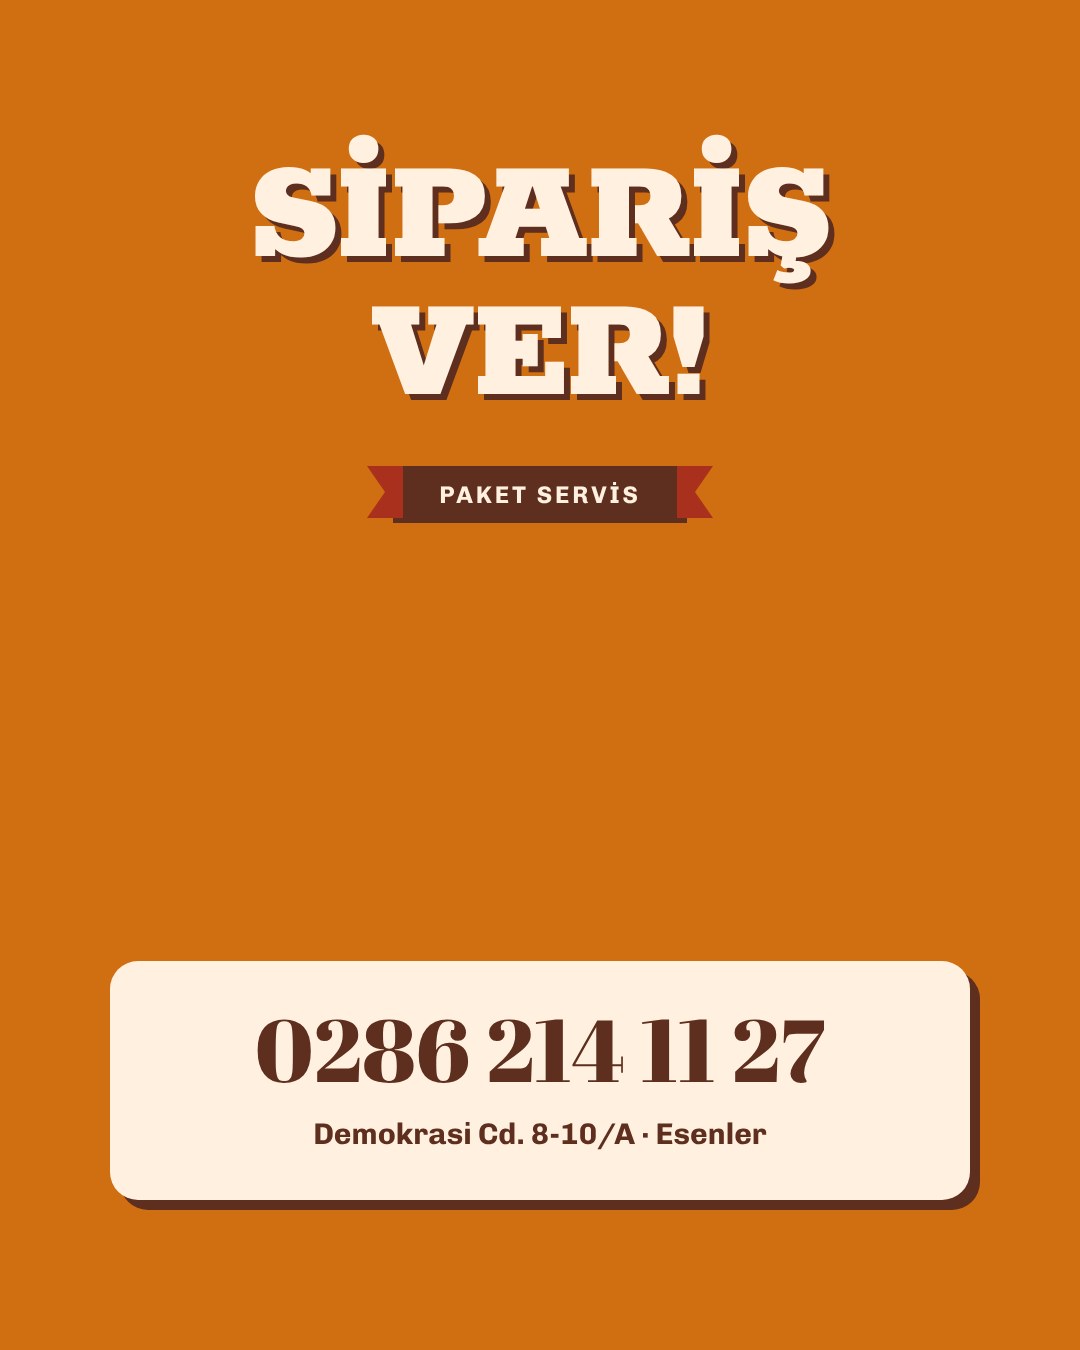 SİPARİŞ
VER!
PAKET SERVİS
0286 214 11 27
Demokrasi Cd. 8-10/A · Esenler